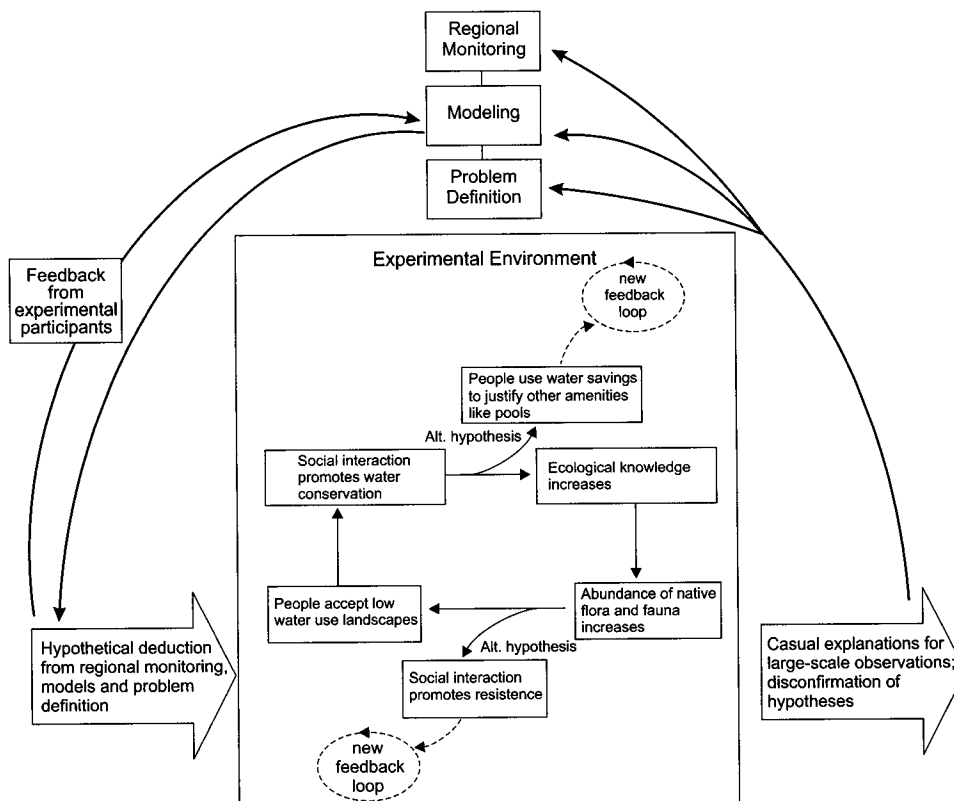 Regional
Monitoring
Modeling
Problem
Definition
Feedback
from
experimental
participants
Experimental Environment
new
feedback
loop
People use water savings
to justify other amenities
like pools
Alt. hypothesis
Social interaction
promotes water
conservation
Ecological knowledge
increases
People accept low
water use landscapes
Abundance of native
flora and fauna
increases
Alt. hypothesis
Social interaction
promotes resistence
new
feedback
loop
Hypothetical deduction
from regional monitoring,
models and problem
definition
Casual explanations for
large-scale observations;
disconfirmation of
hypotheses